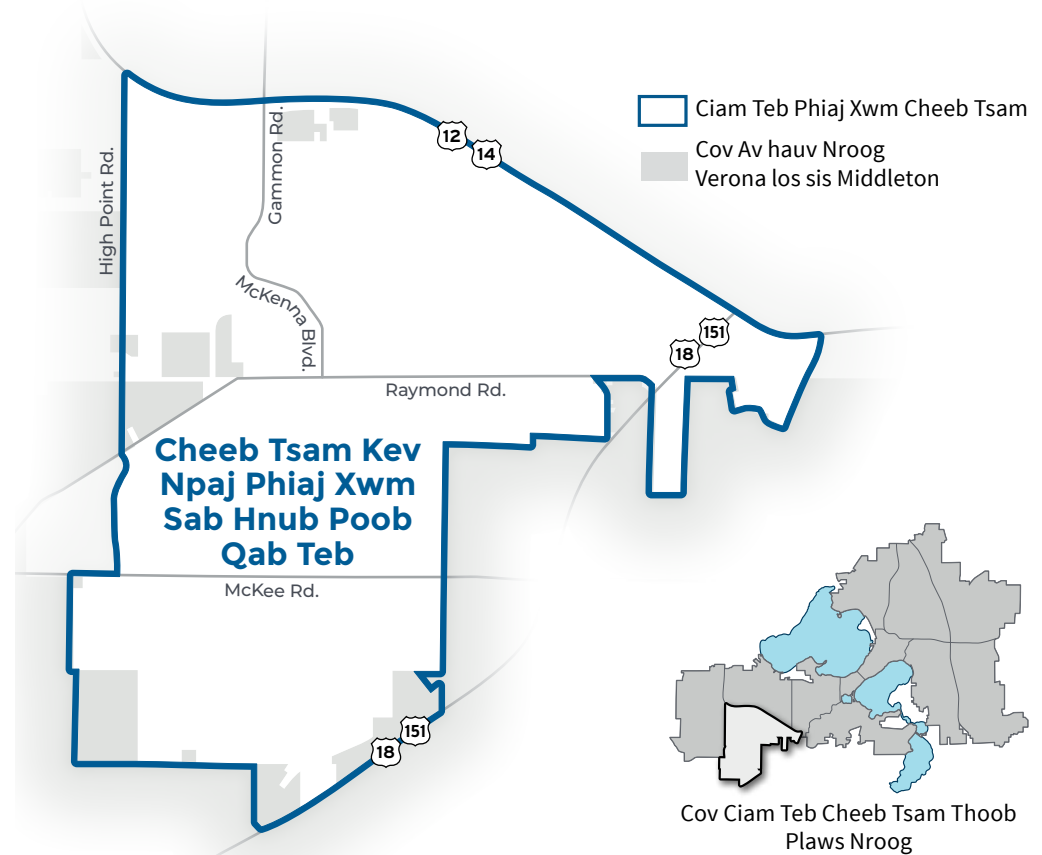 Ciam Teb Phiaj Xwm Cheeb Tsam
Cov Av hauv Nroog
Verona los sis Middleton
High Point Rd.
Gammon Rd.
12
14
McKenna Blvd.
151
18
Raymond Rd.
Cheeb Tsam Kev
Npaj Phiaj Xwm
Sab Hnub Poob
Qab Teb
McKee Rd.
151
18
Cov Ciam Teb Cheeb Tsam Thoob
Plaws Nroog